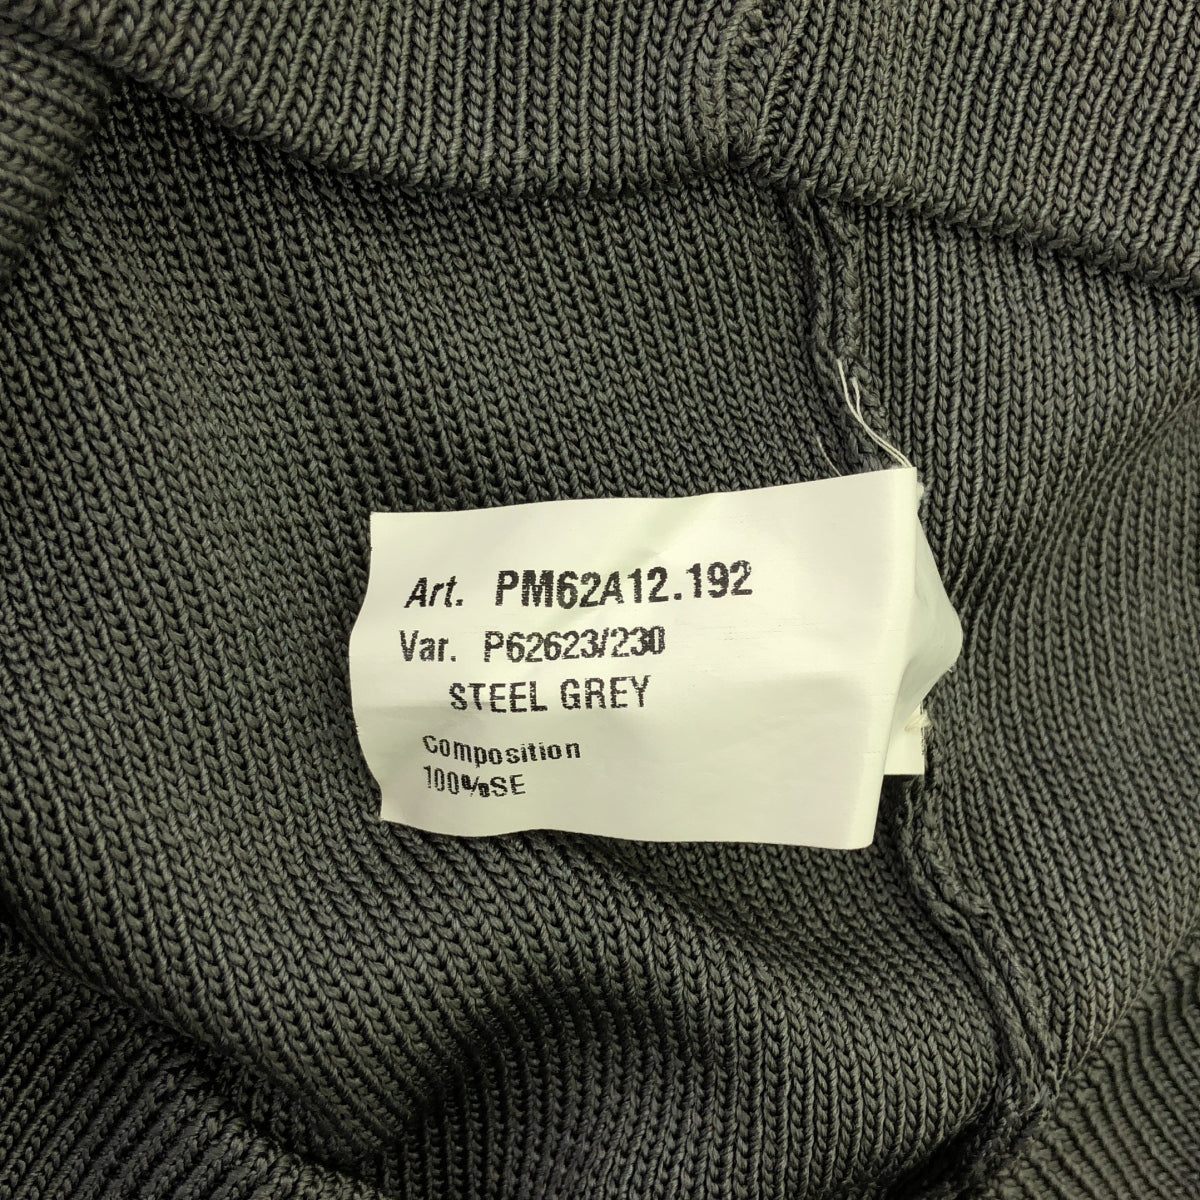 Art. PM62A12.192
Var. P62623/230
STEEL GREY
Composition
100%SE